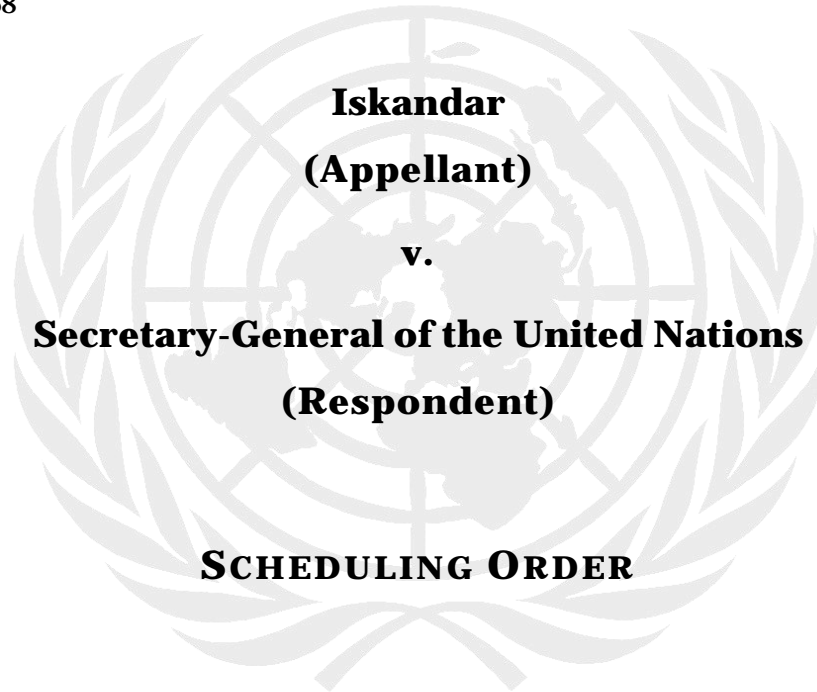 Iskandar
(Appellant)
v.
Secretary-General of the United Nations
(Respondent)
SCHEDULING ORDER